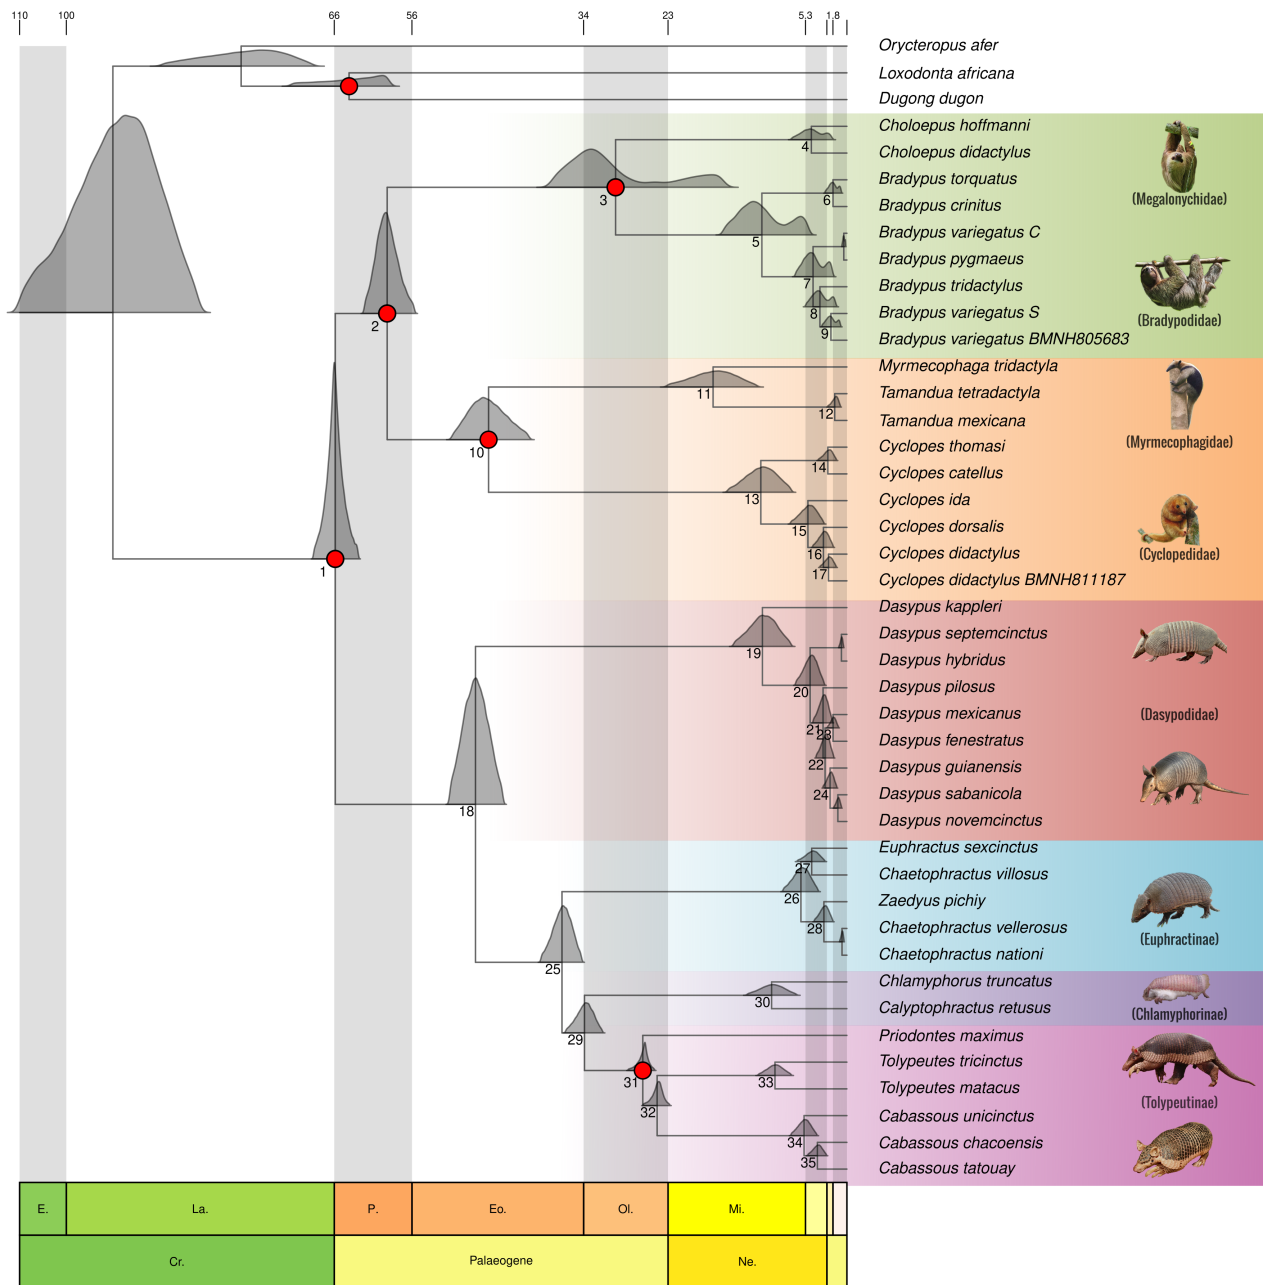 110 100 66 56 34 23 5.3 1.8
Orycteropus afer
Loxodonta africana
Dugong dugon
Choloepus hoffmanni
4
Choloepus didactylus
Bradypus torquatus
3
6
(Megalonychidae)
Bradypus crinitus
Bradypus variegatus C
5
Bradypus pygmaeus
7
Bradypus tridactylus
8
Bradypus variegatus S
(Bradypodidae)
2
9
Bradypus variegatus BMNH805683
Myrmecophaga tridactyla
11
Tamandua tetradactyla
12
Tamandua mexicana
(Myrmecophagidae)
10
Cyclopes thomasi
14
Cyclopes catellus
13
Cyclopes ida
15
Cyclopes dorsalis
16
Cyclopes didactylus
(Cyclopedidae)
1
17
Cyclopes didactylus BMNH811187
Dasypus kappleri
Dasypus septemcinctus
19
Dasypus hybridus
20
Dasypus pilosus
Dasypus mexicanus
(Dasypodidae)
21
23
Dasypus fenestratus
22
Dasypus guianensis
24
Dasypus sabanicola
18
Dasypus novemcinctus
Euphractus sexcinctus
27
Chaetophractus villosus
26
Zaedyus pichiy
28
Chaetophractus vellerosus
(Euphractinae)
Chaetophractus nationi
25
Chlamyphorus truncatus
30
Calyptophractus retusus
(Chlamyphorinae)
29
Priodontes maximus
Tolypeutes tricinctus
31
33
Tolypeutes matacus
(Tolypeutinae)
32
Cabassous unicinctus
34
Cabassous chacoensis
35
Cabassous tatouay
E. La. P. Eo. Ol. Mi.
Cr. Palaeogene Ne.